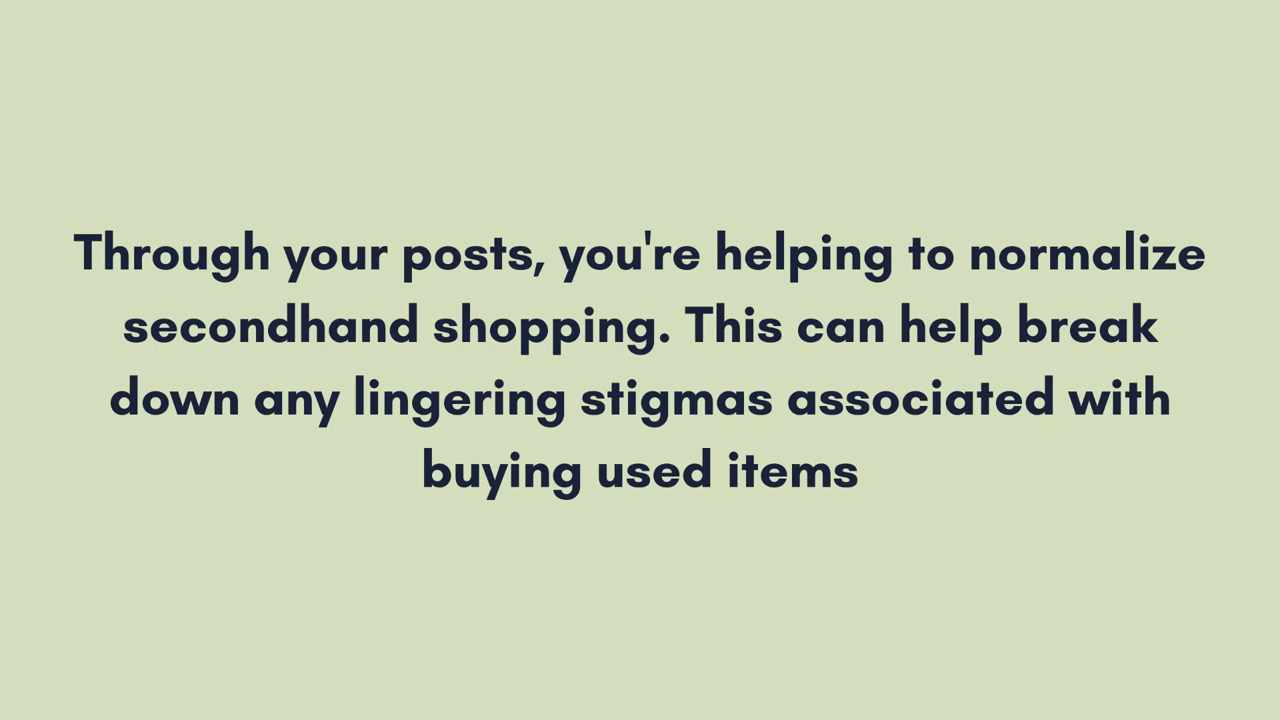 Through your posts, you're helping to normalize
secondhand shopping. This can help break
down any lingering stigmas associated with
buying used items